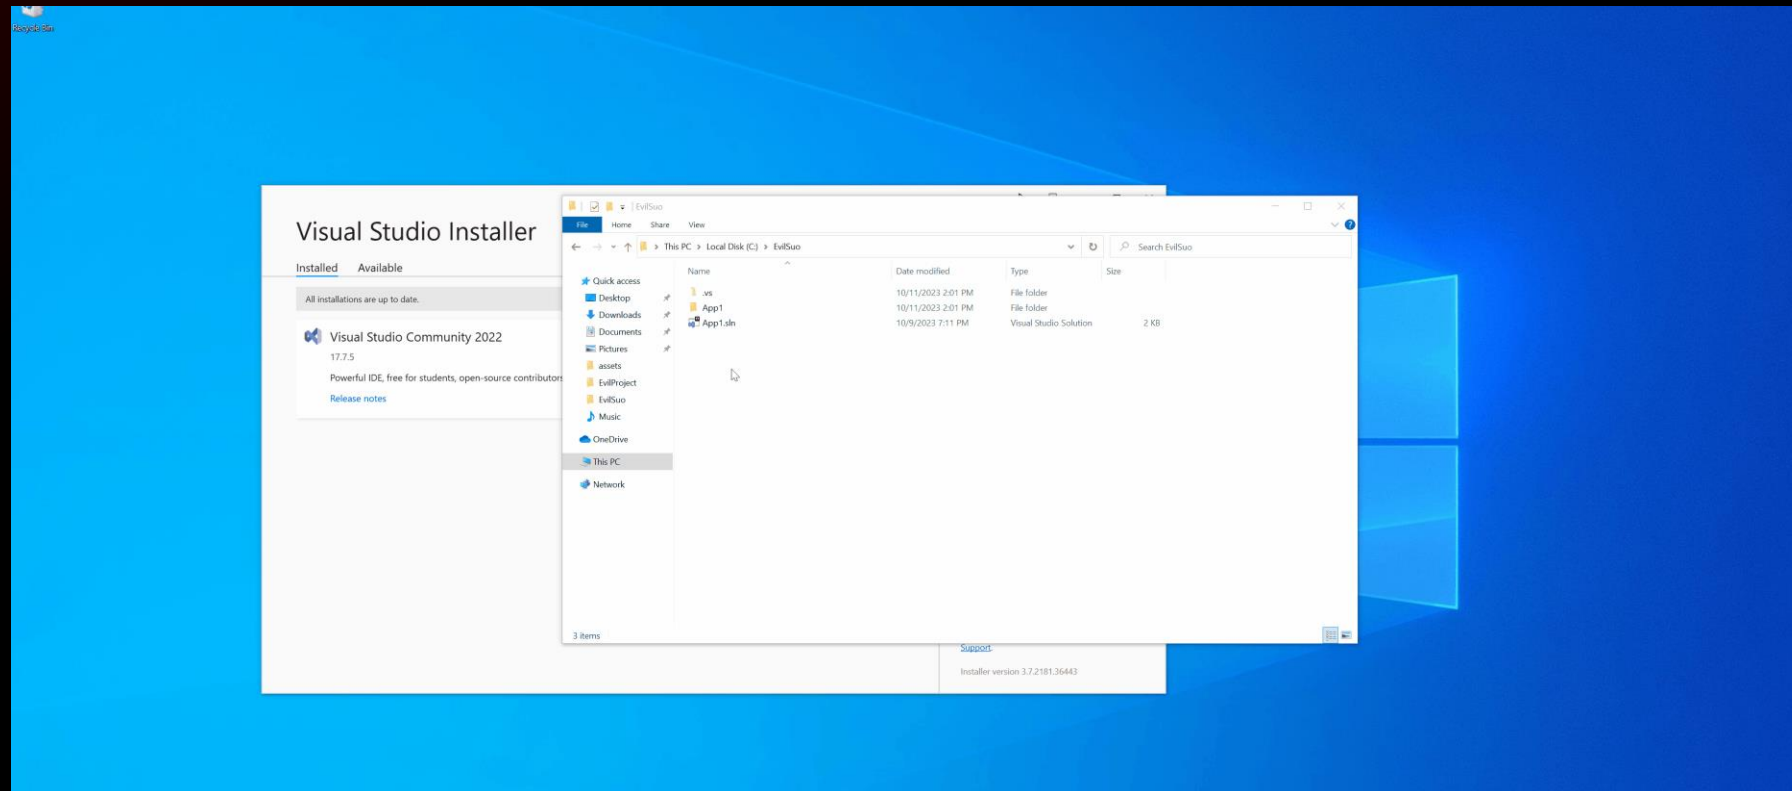 Recycle Bin
Visual Studio Installer
Installed Available
All installations are up to date.
Visual Studio Community 2022
17.7.5
Powerful IDE, free for students, open-source contributors
Release notes
Support.
Installer version 3.7.2181.36443
EvilSuo
File Home Share View
This PC > Local Disk (C:) > EvilSuo
Search EvilSuo
Name Date modified Type Size
.vs 10/11/2023 2:01 PM File folder
App1 10/11/2023 2:01 PM File folder
App1.sln 10/9/2023 7:11 PM Visual Studio Solution 2 KB
Quick access
Desktop
Downloads
Documents
Pictures
assets
EvilProject
EvilSuo
Music
OneDrive
This PC
Network
3 items